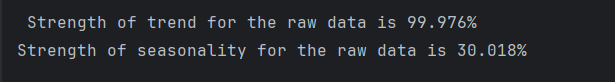 Strength of trend for the raw data is 99.976%
Strength of seasonality for the raw data is 30.018%